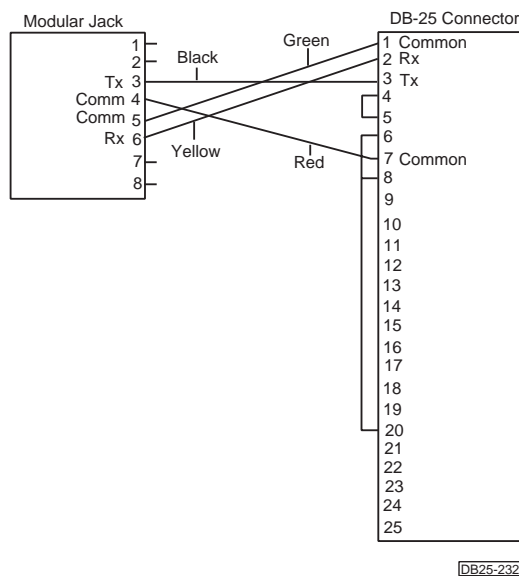 Modular Jack
1
2
Tx 3
Comm 4
Comm 5
Rx 6
7
8
Black
Green
Yellow
Red
DB-25 Connector
1 Common
2 Rx
3 Tx
4
5
6
7 Common
8
9
10
11
12
13
14
15
16
17
18
19
20
21
22
23
24
25
DB25-232